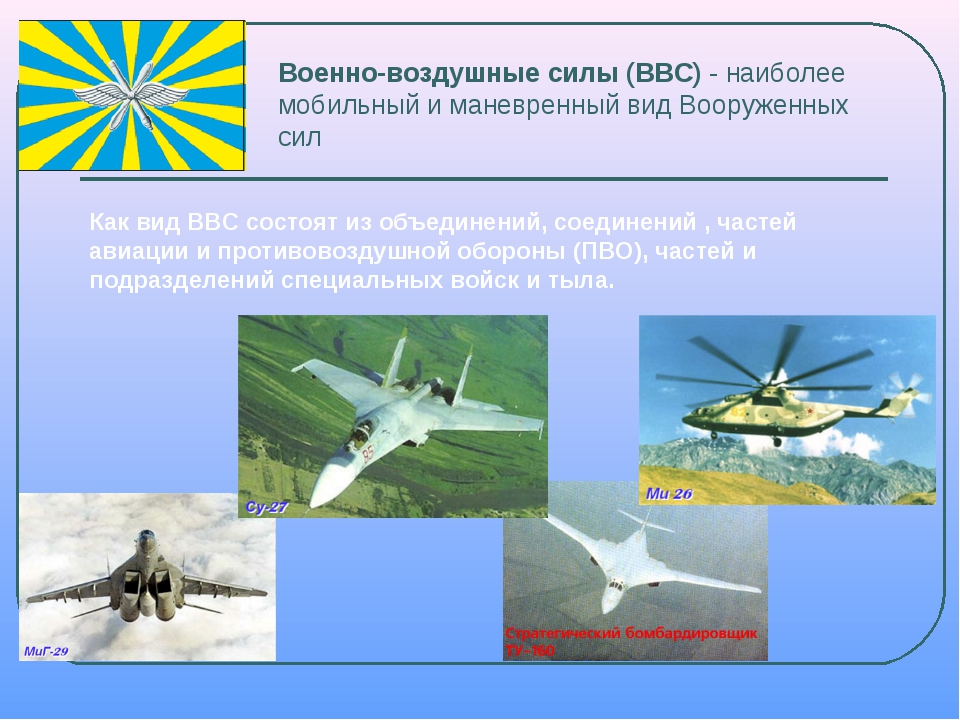 Военно-воздушные силы (ВВС) - наиболее
мобильный и маневренный вид Вооруженных
сил
Как вид ВВС состоят из объединений, соединений , частей
авиации и противовоздушной обороны (ПВО), частей и
подразделений специальных войск и тыла.
85
Су-27
Ми 26
МиГ-29
Стратегический бомбардировщик
ТУ-160